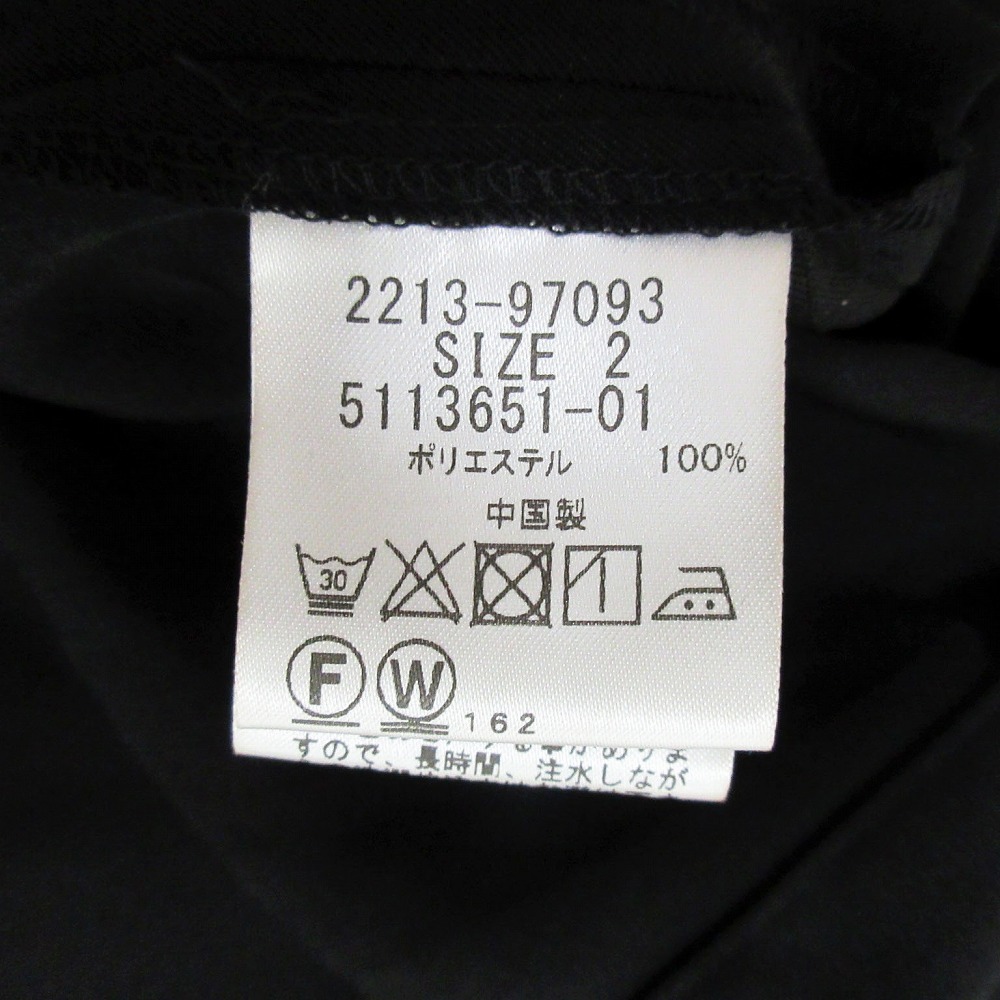 2213-97093
SIZE 2
5113651-01
ポリエステル 100%
中国製
30
F W 162
すので、長時間、注水しなが